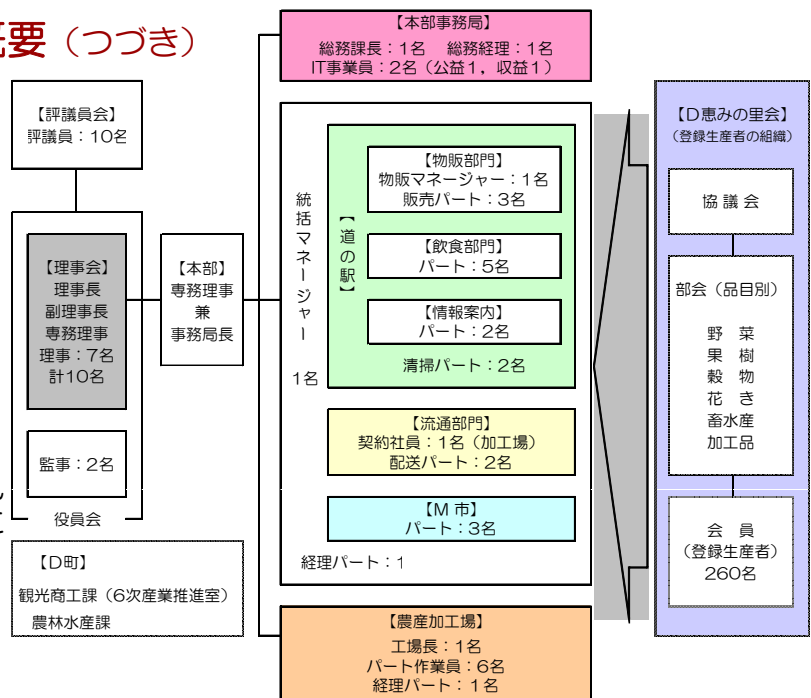 概要（つづき）
【評議員会】
評議員：10名
【理事会】
理事長
副理事長
専務理事
理事：7名
計10名
監事：2名
役員会
【D町】
観光商工課（6次産業推進室）
農林水産課
【本部】
専務理事
兼
事務局長
【本部事務局】
総務課長：1名　総務経理：1名
IT事業員：2名（公益1，収益1）
統括マネージャー
1名
【道の駅】
【物販部門】
物販マネージャー：1名
販売パート：3名
【飲食部門】
パート：5名
【情報案内】
パート：2名
清掃パート：2名
【流通部門】
契約社員：1名（加工場）
配送パート：2名
【M 市】
パート：3名
経理パート：1
【農産加工場】
工場長：1名
パート作業員：6名
経理パート：1名
【D恵みの里会】
（登録生産者の組織）
協 議 会
部会（品目別）
野　菜
果　樹
穀　物
花　き
畜水産
加工品
会　員
（登録生産者）
260名